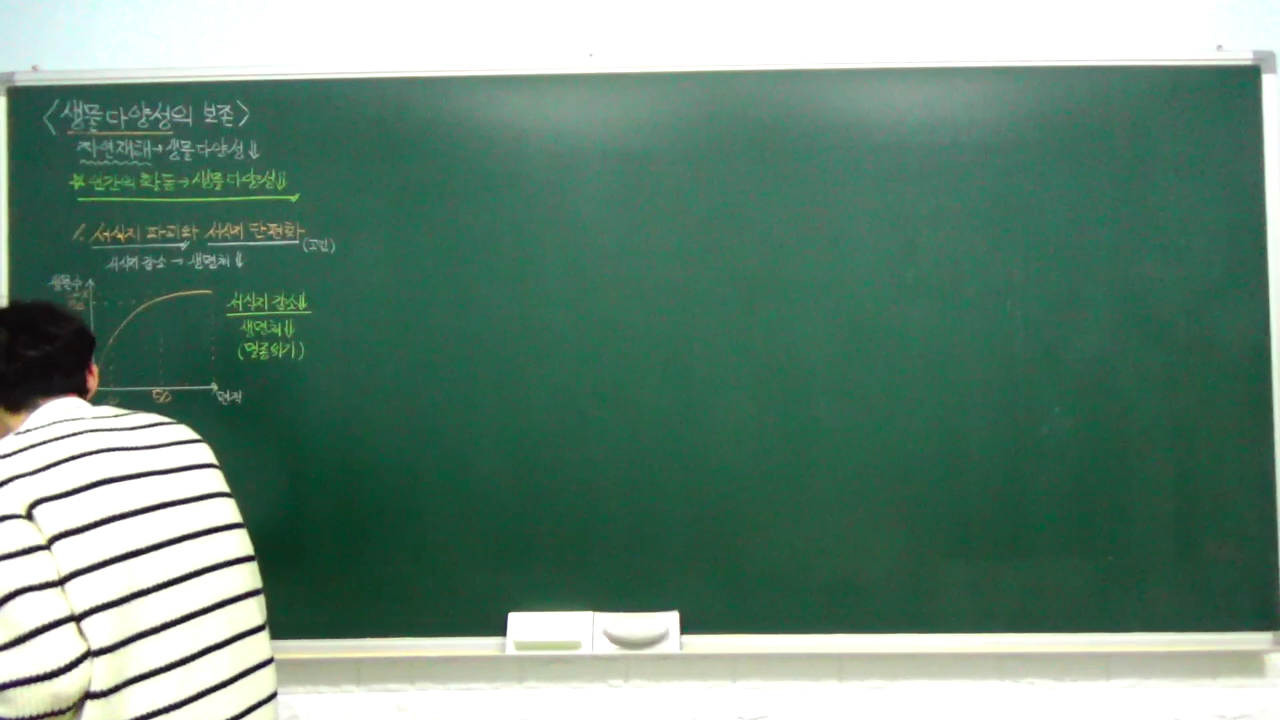 <생물다양성의 보존>
자연재해→생물다양성↓
☆ 인간의 활동→생물다양성↓
1. 서식지 파괴와 서식지 단편화
(고립)
서식지 감소 → 생면체↓
생물수
서식지 감소↓
생면체↓
(멸종위기)
50
면적